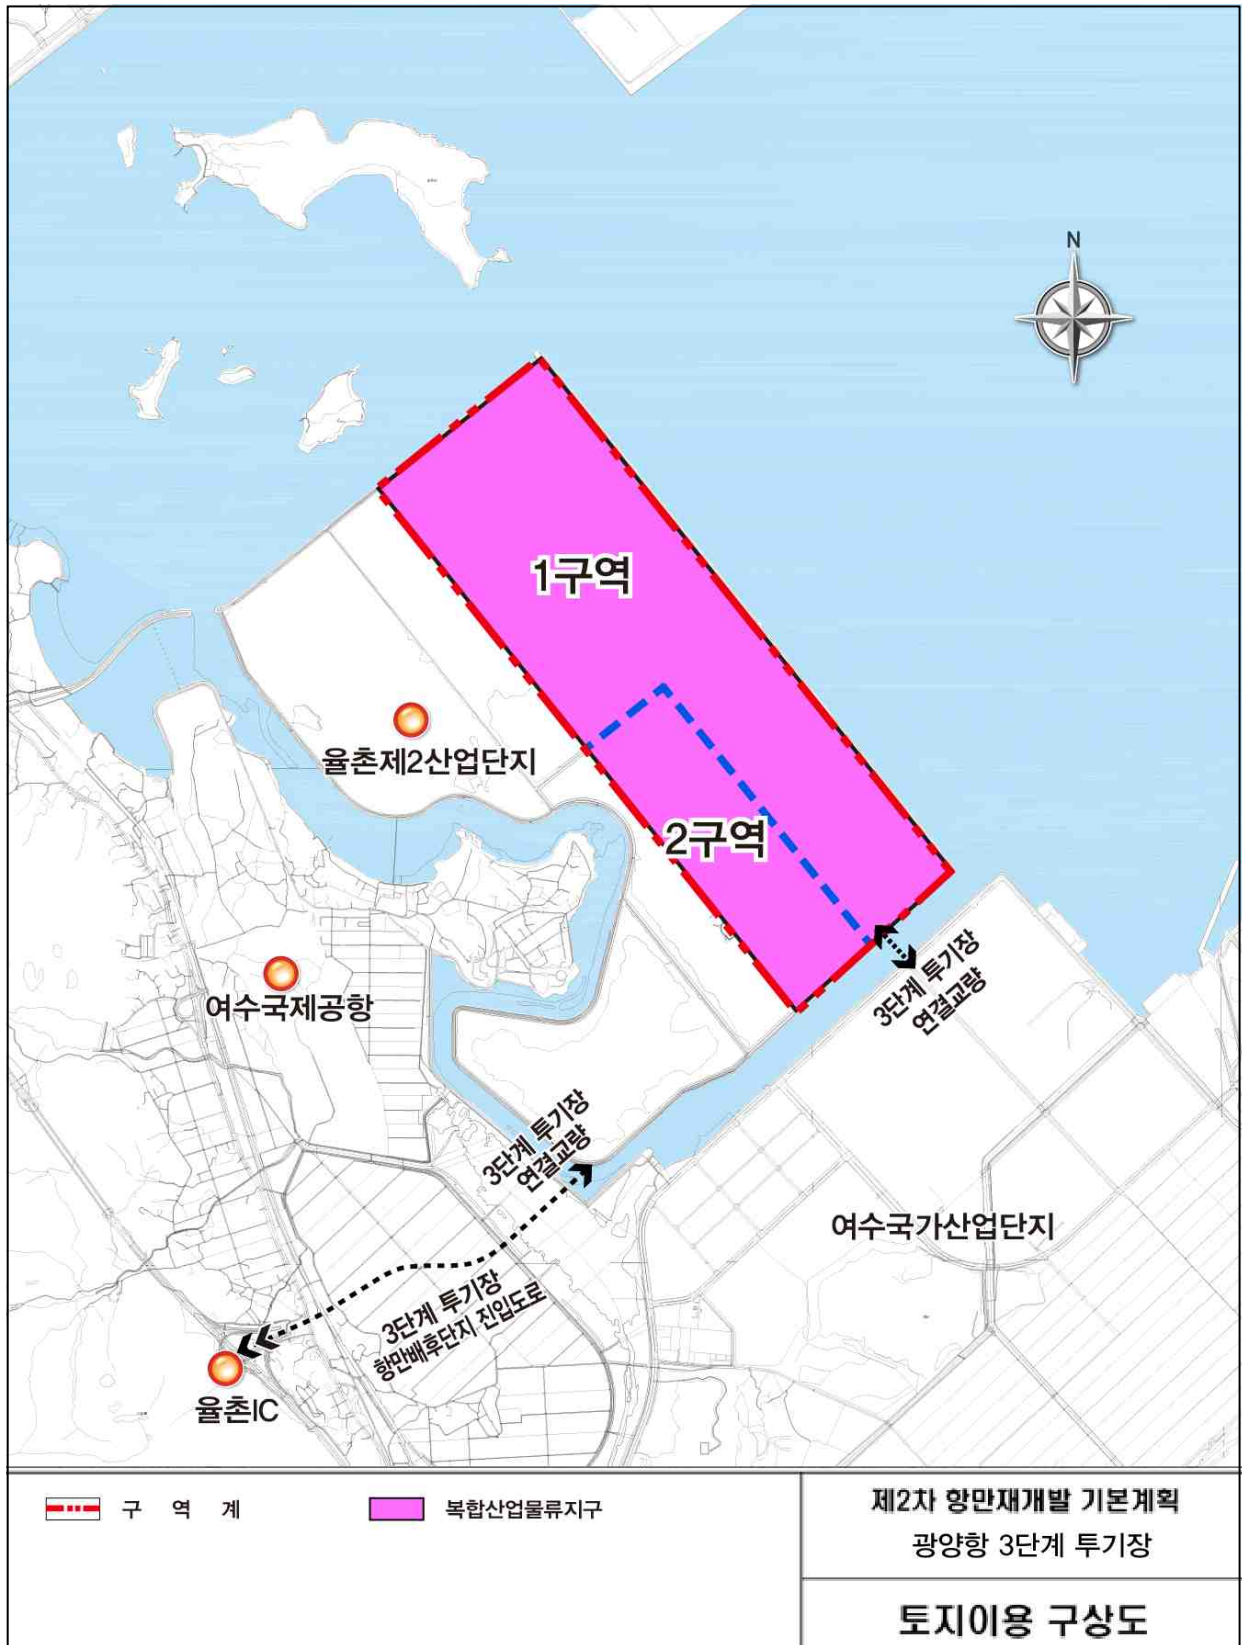 N
1구역
율촌제2산업단지
2구역
여수국제공항
3단계 투기장
연결교량
3단계 투기장
연결교량
여수국가산업단지
3단계 투기장
항만배후단지 진입도로
율촌IC
구 역 계
복합산업물류지구
제2차 항만재개발 기본계획
광양항 3단계 투기장
토지이용 구상도